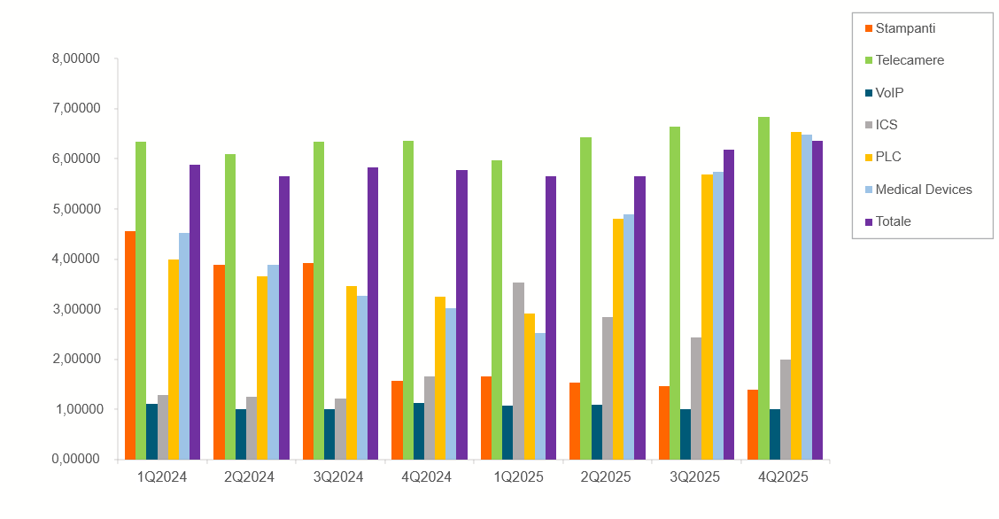 Stampanti
Telecamere
VoIP
ICS
PLC
Medical Devices
Totale
8,00000
7,00000
6,00000
5,00000
4,00000
3,00000
2,00000
1,00000
0,00000
1Q2024 2Q2024 3Q2024 4Q2024 1Q2025 2Q2025 3Q2025 4Q2025